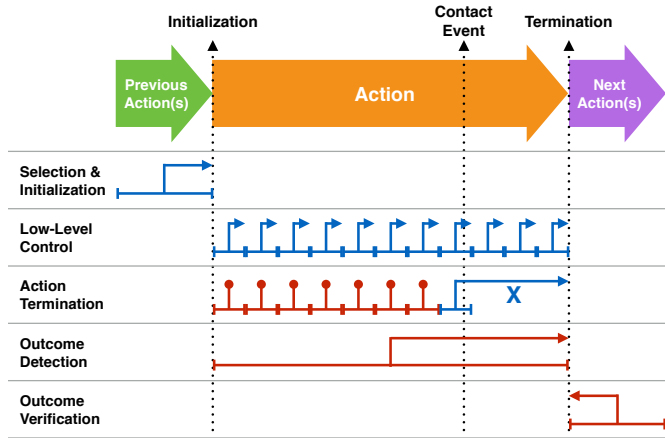 Initialization
Contact
Event
Termination
Previous
Action(s)
Action
Next
Action(s)
Selection &
Initialization
Low-Level
Control
Action
Termination
X
Outcome
Detection
Outcome
Verification